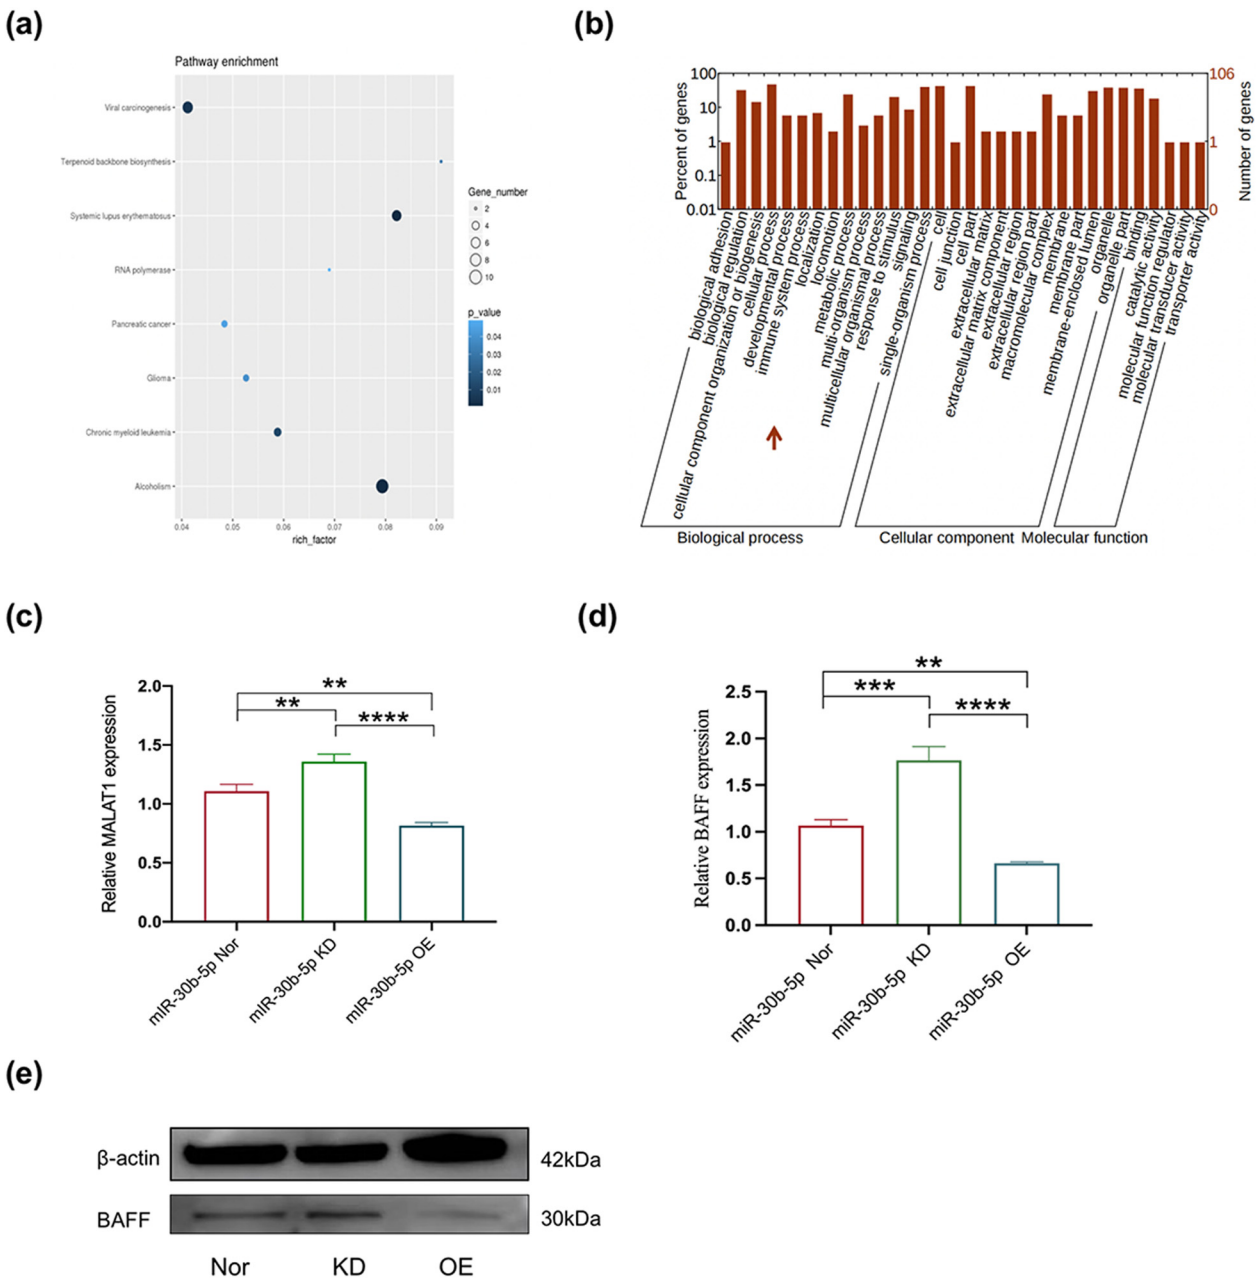 (a)
Pathway enrichment
Viral carcinogenesis
Terpenoid backbone biosynthesis
Systemic lupus erythematosus
RNA polymerase
Pancreatic cancer
Glioma
Chronic myeloid leukemia
Alcoholism
0.04 0.05 0.06 0.07 0.08 0.09
rich_factor
Gene_number
2
4
6
8
10
p_value
0.04
0.03
0.02
0.01
(b)
Percent of genes
100
10
1
0.1
0.01
106
1
0
Number of genes
biological adhesion
biological regulation
cellular component organization or biogenesis
cellular process
developmental process
immune system process
localization
locomotion
metabolic process
multi-organism process
multicellular organismal process
response to stimulus
signaling
single-organism process
cell
cell junction
cell part
extracellular matrix
extracellular matrix component
extracellular region
extracellular region part
macromolecular complex
membrane
membrane part
membrane-enclosed lumen
organelle
organelle part
binding
catalytic activity
molecular function regulator
molecular transducer activity
transporter activity
Biological process
Cellular component
Molecular function
(c)
Relative MALAT1 expression
2.0
1.5
1.0
0.5
0.0
**
**
****
mIR-30b-5p Nor
mIR-30b-5p KD
mIR-30b-5p OE
(d)
Relative BAFF expression
2.5
2.0
1.5
1.0
0.5
0.0
**
***
****
miR-30b-5p Nor
miR-30b-5p KD
miR-30b-5p OE
(e)
β-actin
42kDa
BAFF
30kDa
Nor KD OE